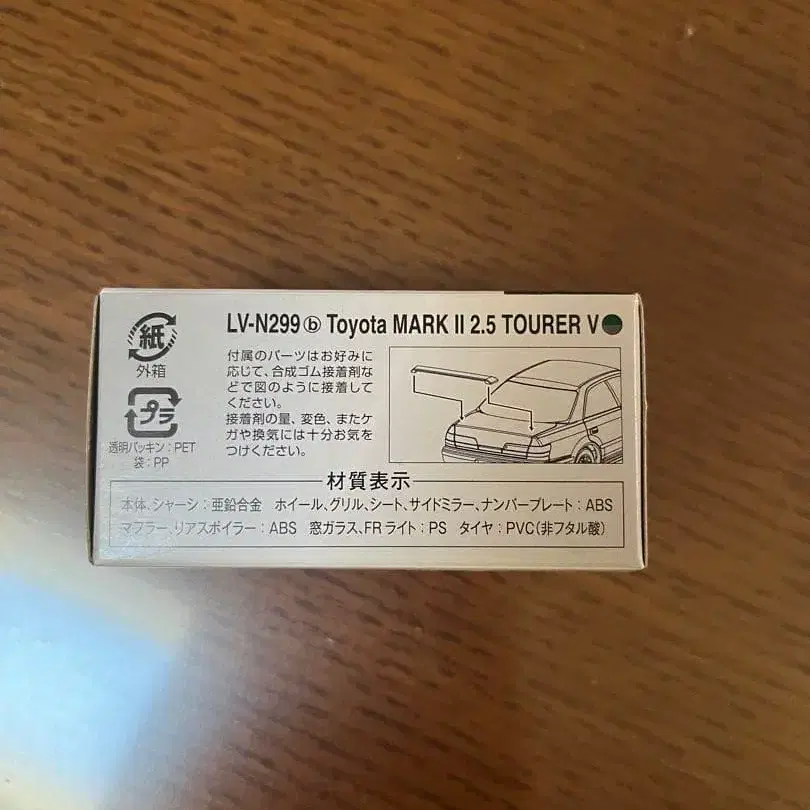 LV-N299 ⓑ Toyota MARK II 2.5 TOURER V
紙
外箱
プラ
透明パッキン：PET
袋：PP
付属のパーツはお好みに
応じて、合成ゴム接着剤な
どで図のように接着して
ください。
接着剤の量、変色、またケ
ガや換気には十分お気を
つけください。
材質表示
本体、シャーシ：亜鉛合金　ホイール、グリル、シート、サイドミラー、ナンバープレート：ABS
マフラー、リアスポイラー：ABS　窓ガラス、FRライト：PS　タイヤ：PVC（非フタル酸）